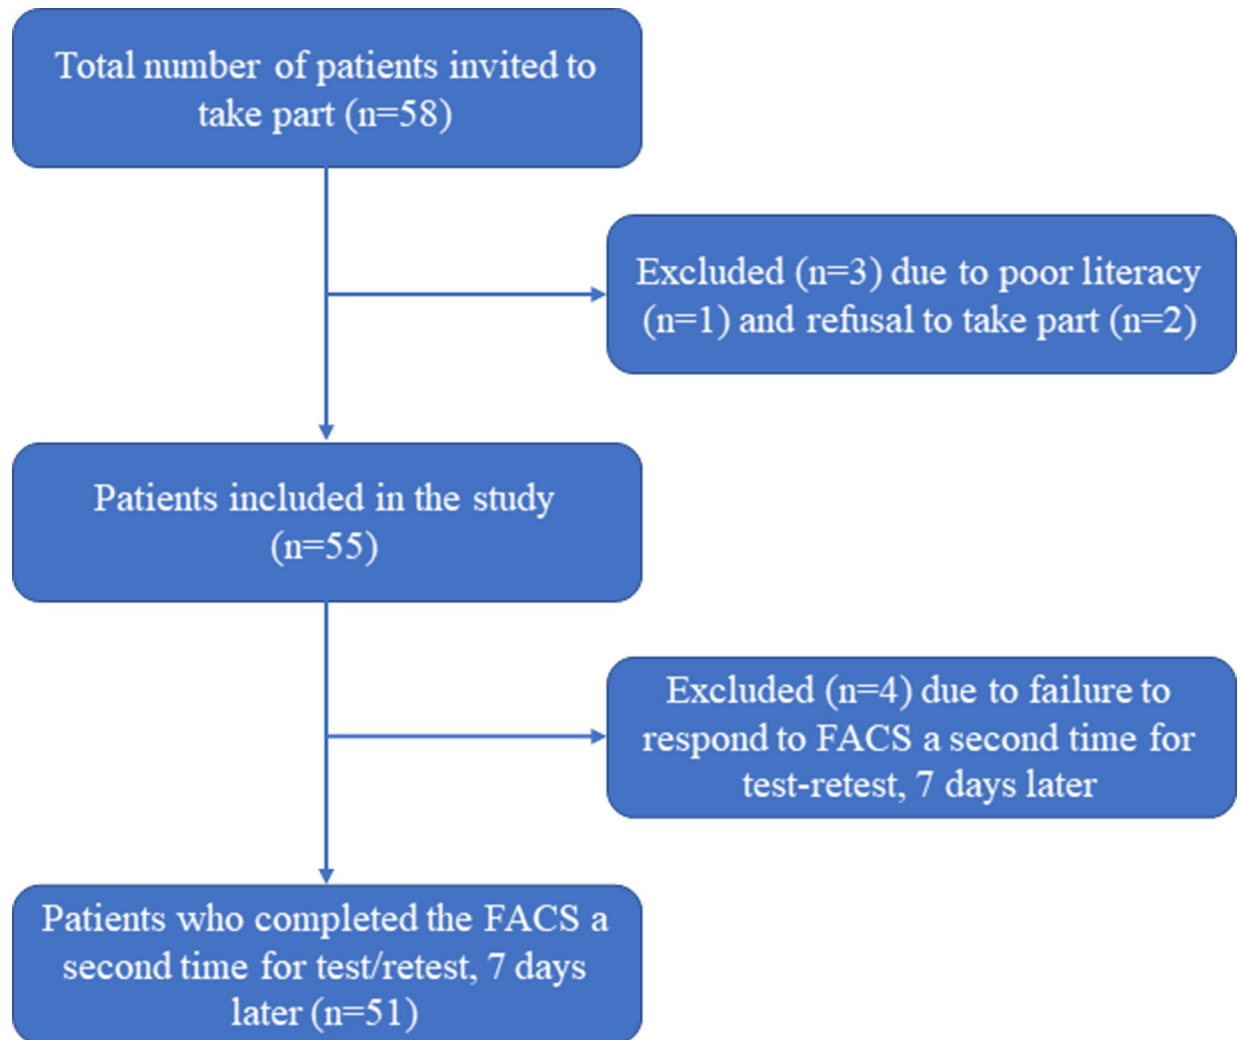 Total number of patients invited to
take part (n=58)
Excluded (n=3) due to poor literacy
(n=1) and refusal to take part (n=2)
Patients included in the study
(n=55)
Excluded (n=4) due to failure to
respond to FACS a second time for
test-retest, 7 days later
Patients who completed the FACS a
second time for test/retest, 7 days
later (n=51)